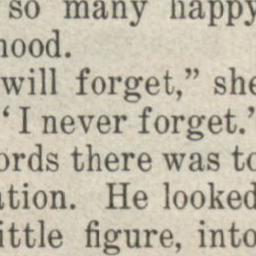 so many happy
hood.
will forget,” she
‘I never forget.’
ords there was to
ation. He looked
ittle figure, into